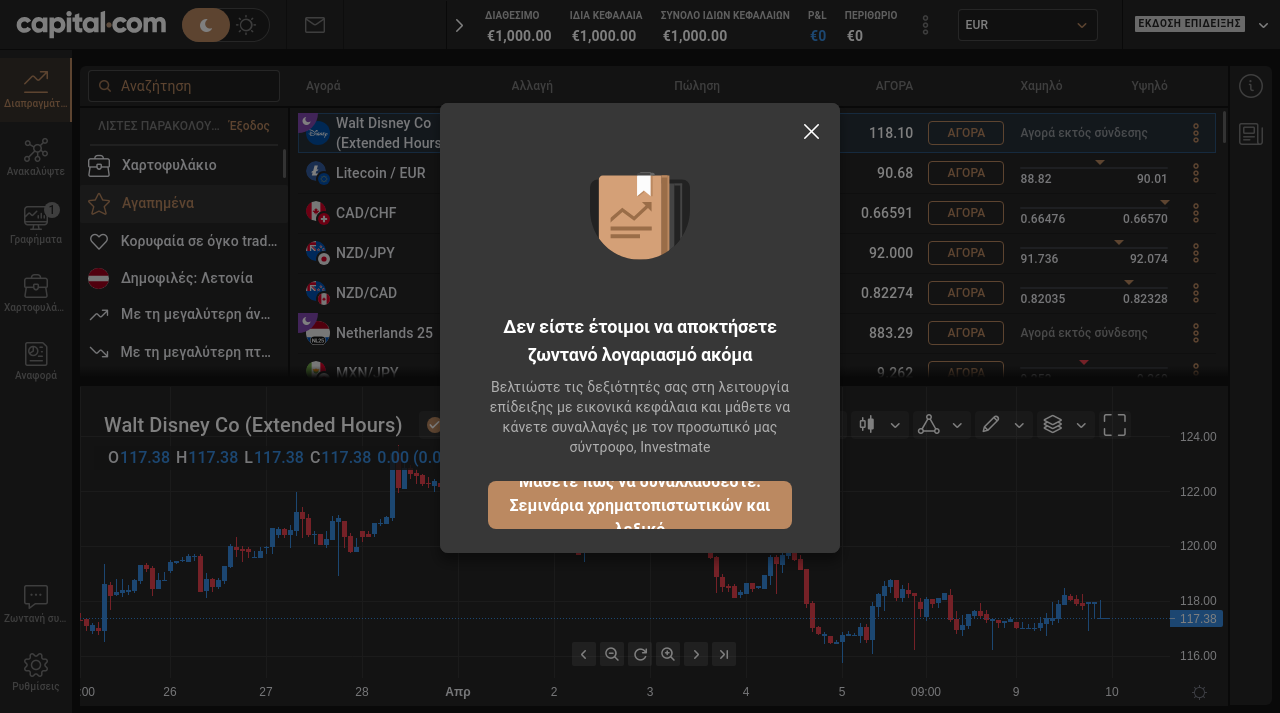 capital.com
ΔΙΑΘΕΣΙΜΟ
€1,000.00
ΙΔΙΑ ΚΕΦΑΛΑΙΑ
€1,000.00
ΣΥΝΟΛΟ ΙΔΙΩΝ ΚΕΦΑΛΑΙΩΝ
€1,000.00
P&L
€0
ΠΕΡΙΘΩΡΙΟ
€0
EUR
ΕΚΔΟΣΗ ΕΠΙΔΕΙΞΗΣ
Διαπραγμάτ...
Ανακαλύψτε
1
Γραφήματα
Χαρτοφυλά...
Αναφορά
Ζωντανή συ...
Ρυθμίσεις
Αναζήτηση
ΛΙΣΤΕΣ ΠΑΡΑΚΟΛΟΥ... Έξοδος
Χαρτοφυλάκιο
Αγαπημένα
Κορυφαία σε όγκο trad...
Δημοφιλές: Λετονία
Με τη μεγαλύτερη άν...
Με τη μεγαλύτερη πτ...
Αγορά Αλλαγή Πώληση ΑΓΟΡΑ Χαμηλό Υψηλό
Walt Disney Co
(Extended Hours
118.10 ΑΓΟΡΑ Αγορά εκτός σύνδεσης
Litecoin / EUR 90.68 ΑΓΟΡΑ 88.82 90.01
CAD/CHF 0.66591 ΑΓΟΡΑ 0.66476 0.66570
NZD/JPY 92.000 ΑΓΟΡΑ 91.736 92.074
NZD/CAD 0.82274 ΑΓΟΡΑ 0.82035 0.82328
NL25
Netherlands 25 883.29 ΑΓΟΡΑ Αγορά εκτός σύνδεσης
MXN/JPY 9.262 ΑΓΟΡΑ
Δεν είστε έτοιμοι να αποκτήσετε
ζωντανό λογαριασμό ακόμα
Βελτιώστε τις δεξιότητές σας στη λειτουργία
επίδειξης με εικονικά κεφάλαια και μάθετε να
κάνετε συναλλαγές με τον προσωπικό μας
σύντροφο, Investmate
Μάθετε πώς να συναλλάσσεστε:
Σεμινάρια χρηματοπιστωτικών και
λεξικό
Walt Disney Co (Extended Hours)
O117.38 H117.38 L117.38 C117.38 0.00 (0.0
124.00
122.00
120.00
118.00
117.38
116.00
:00 26 27 28 Απρ 2 3 4 5 09:00 9 10